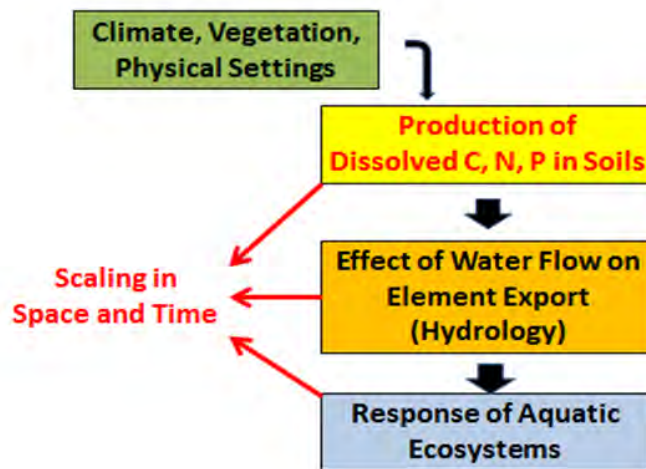 Climate, Vegetation,
Physical Settings
Production of
Dissolved C, N, P in Soils
Scaling in
Space and Time
Effect of Water Flow on
Element Export
(Hydrology)
Response of Aquatic
Ecosystems